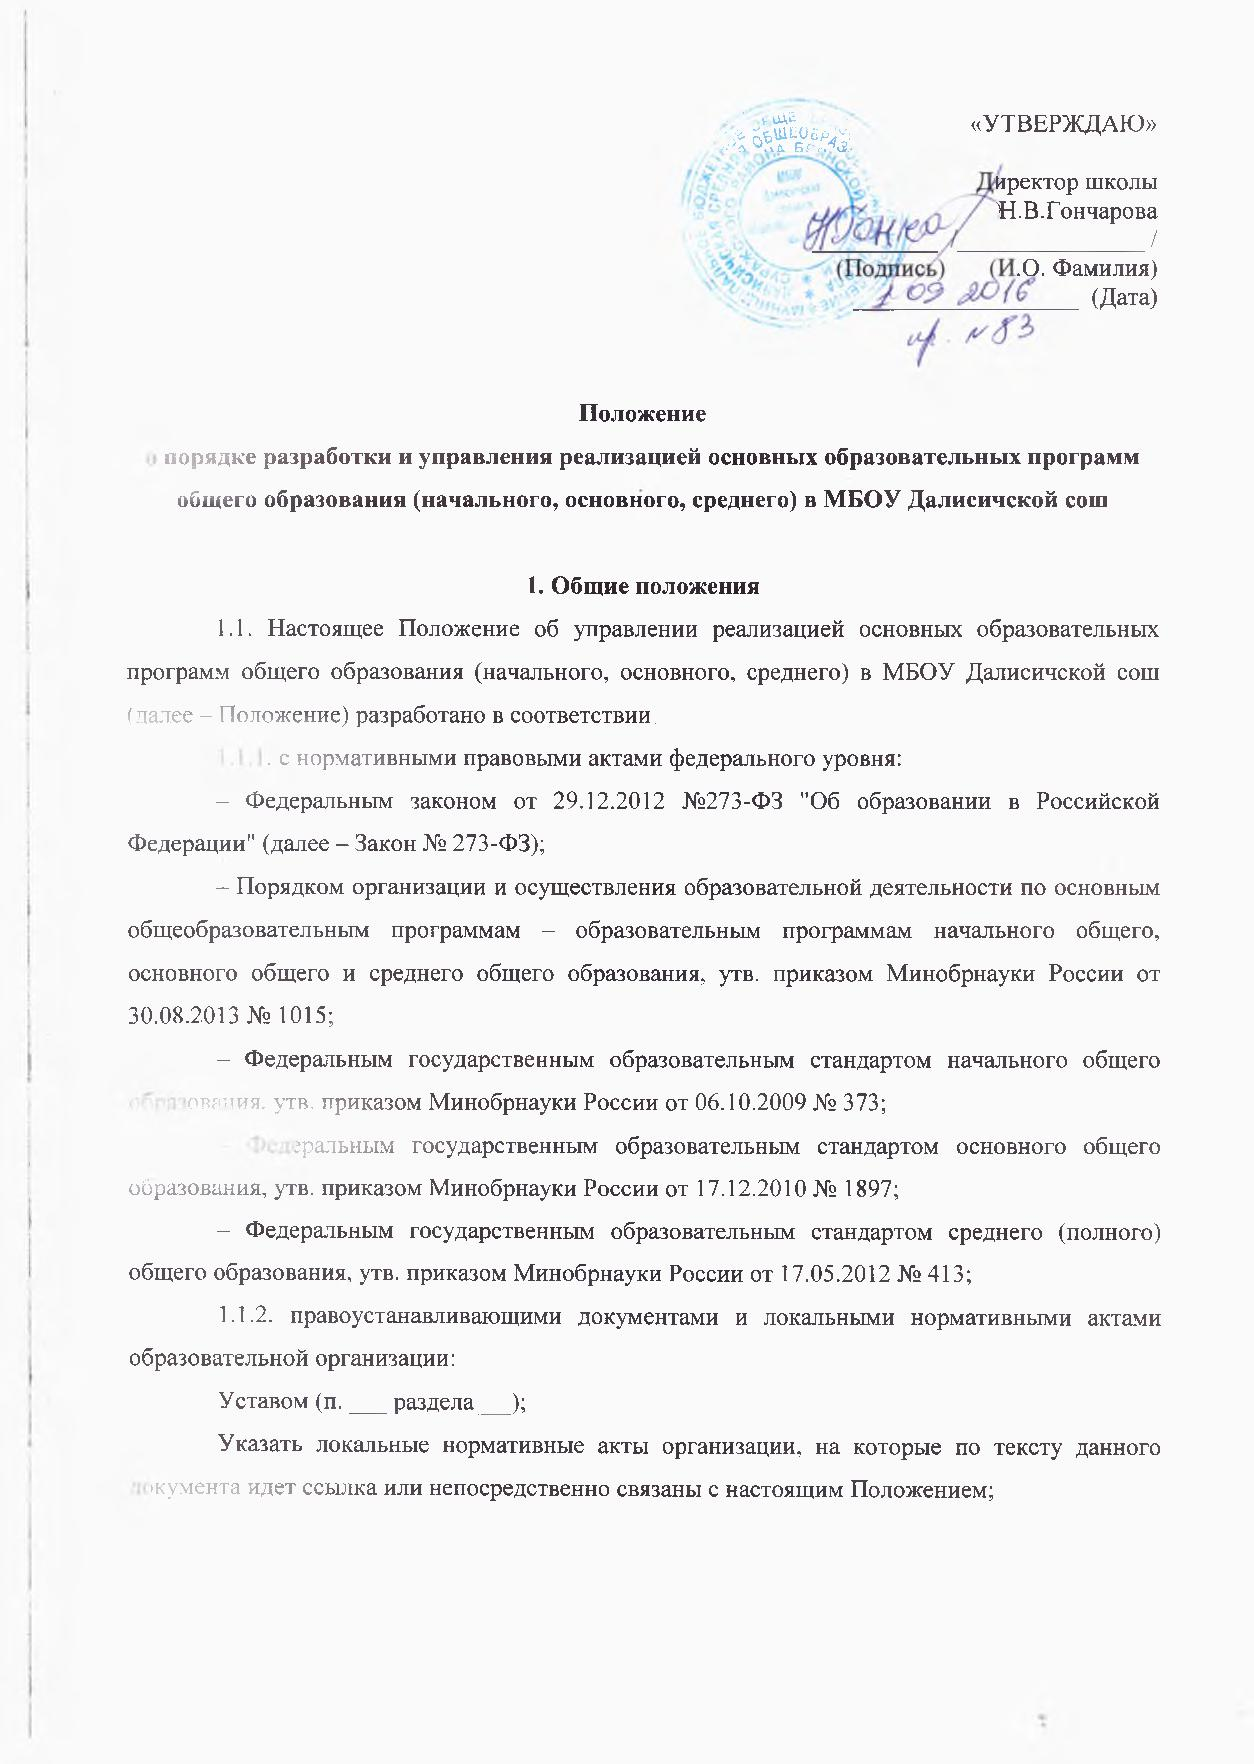 «УТВЕРЖДАЮ»
Директор школы
Н.В.Гончарова
__________ / _______________ /
(Подпись) (И.О. Фамилия)
1 09 2016 (Дата)
пр. №83
Положение
о порядке разработки и управления реализацией основных образовательных программ
общего образования (начального, основного, среднего) в МБОУ Далисичской сош
1. Общие положения
1.1. Настоящее Положение об управлении реализацией основных образовательных
программ общего образования (начального, основного, среднего) в МБОУ Далисичской сош
(далее – Положение) разработано в соответствии
1.1.1. с нормативными правовыми актами федерального уровня:
– Федеральным законом от 29.12.2012 №273-ФЗ "Об образовании в Российской
Федерации" (далее – Закон № 273-ФЗ);
– Порядком организации и осуществления образовательной деятельности по основным
общеобразовательным программам – образовательным программам начального общего,
основного общего и среднего общего образования, утв. приказом Минобрнауки России от
30.08.2013 № 1015;
– Федеральным государственным образовательным стандартом начального общего
образования, утв. приказом Минобрнауки России от 06.10.2009 № 373;
– Федеральным государственным образовательным стандартом основного общего
образования, утв. приказом Минобрнауки России от 17.12.2010 № 1897;
– Федеральным государственным образовательным стандартом среднего (полного)
общего образования, утв. приказом Минобрнауки России от 17.05.2012 № 413;
1.1.2. правоустанавливающими документами и локальными нормативными актами
образовательной организации:
Уставом (п. ___ раздела ___);
Указать локальные нормативные акты организации, на которые по тексту данного
документа идет ссылка или непосредственно связаны с настоящим Положением;